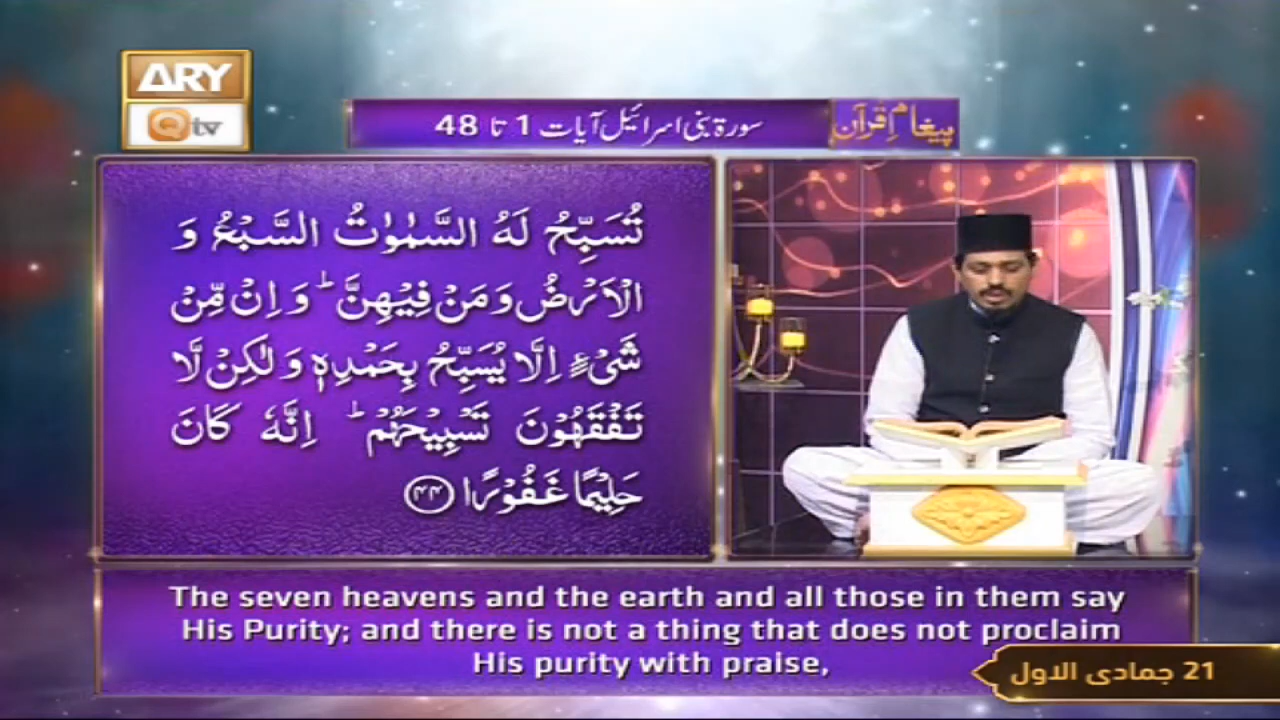 ARY
Qtv
پیغام قرآن
سورۃ بنی اسرائیل آیات 1 تا 48
تُسَبِّحُ لَهُ السَّمٰوٰتُ السَّبْعُ وَ
الْاَرْضُ وَ مَنْ فِیْهِنَّ ؕ وَ اِنْ مِّنْ
شَیْءٍ اِلَّا یُسَبِّحُ بِحَمْدِهٖ وَ لٰكِنْ لَّا
تَفْقَهُوْنَ تَسْبِیْحَهُمْ ؕ اِنَّهٗ كَانَ
حَلِیْمًا غَفُوْرًا ﴿۴۴﴾
The seven heavens and the earth and all those in them say
His Purity; and there is not a thing that does not proclaim
His purity with praise,
21 جمادی الاول